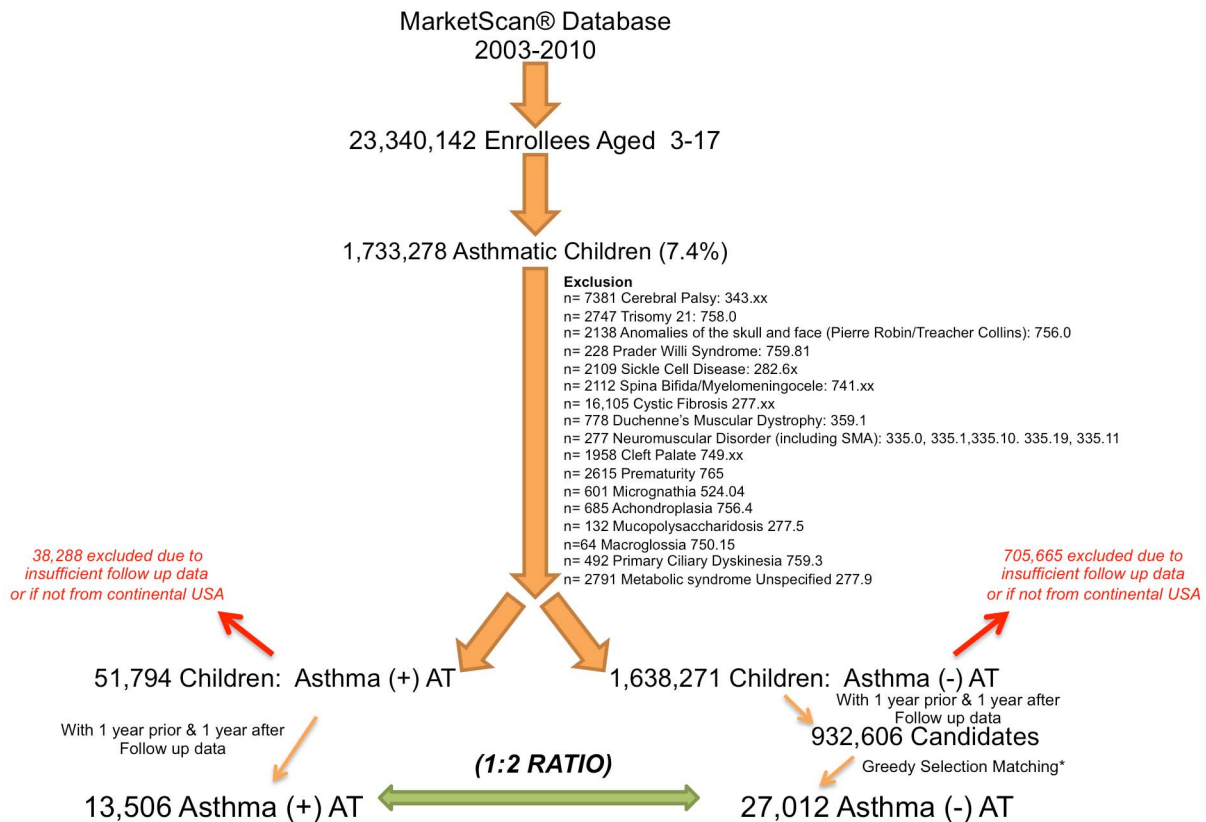 MarketScan® Database
2003-2010
23,340,142 Enrollees Aged  3-17
1,733,278 Asthmatic Children (7.4%)
Exclusion
n= 7381 Cerebral Palsy: 343.xx
n= 2747 Trisomy 21: 758.0
n= 2138 Anomalies of the skull and face (Pierre Robin/Treacher Collins): 756.0
n= 228 Prader Willi Syndrome: 759.81
n= 2109 Sickle Cell Disease: 282.6x
n= 2112 Spina Bifida/Myelomeningocele: 741.xx
n= 16,105 Cystic Fibrosis 277.xx
n= 778 Duchenne's Muscular Dystrophy: 359.1
n= 277 Neuromuscular Disorder (including SMA): 335.0, 335.1,335.10. 335.19, 335.11
n= 1958 Cleft Palate 749.xx
n= 2615 Prematurity 765
n= 601 Micrognathia 524.04
n= 685 Achondroplasia 756.4
n= 132 Mucopolysaccharidosis 277.5
n=64 Macroglossia 750.15
n= 492 Primary Ciliary Dyskinesia 759.3
n= 2791 Metabolic syndrome Unspecified 277.9
38,288 excluded due to
insufficient follow up data
or if not from continental USA
705,665 excluded due to
insufficient follow up data
or if not from continental USA
51,794 Children:  Asthma (+) AT
1,638,271 Children:  Asthma (-) AT
With 1 year prior & 1 year after
Follow up data
With 1 year prior & 1 year after
Follow up data
932,606 Candidates
(1:2 RATIO)
Greedy Selection Matching*
13,506 Asthma (+) AT
27,012 Asthma (-) AT